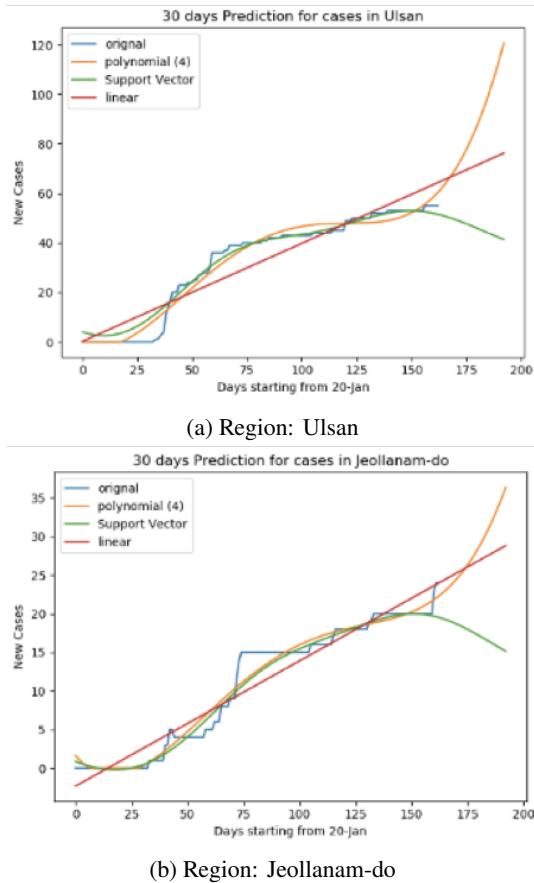 30 days Prediction for cases in Ulsan
orignal
polynomial (4)
Support Vector
linear
New Cases
120
100
80
60
40
20
0
0 25 50 75 100 125 150 175 200
Days starting from 20-Jan
(a) Region: Ulsan
30 days Prediction for cases in Jeollanam-do
orignal
polynomial (4)
Support Vector
linear
New Cases
35
30
25
20
15
10
5
0
0 25 50 75 100 125 150 175 200
Days starting from 20-Jan
(b) Region: Jeollanam-do